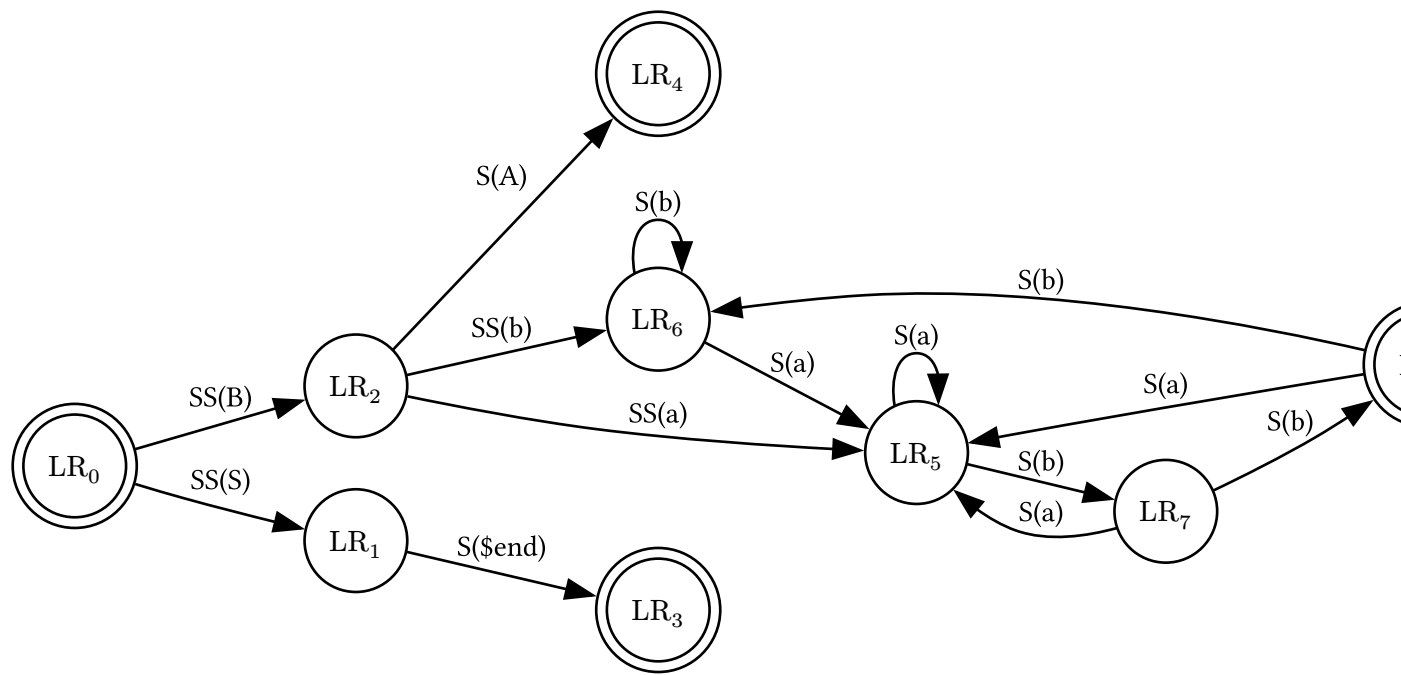 LR₄
S(A)
S(b)
S(b)
LR₆
SS(b)
S(a)
S(a)
S(a)
LR₂
SS(B)
SS(a)
S(b)
LR₅
LR₀
S(b)
SS(S)
LR₇
S(a)
LR₁
S($end)
LR₃